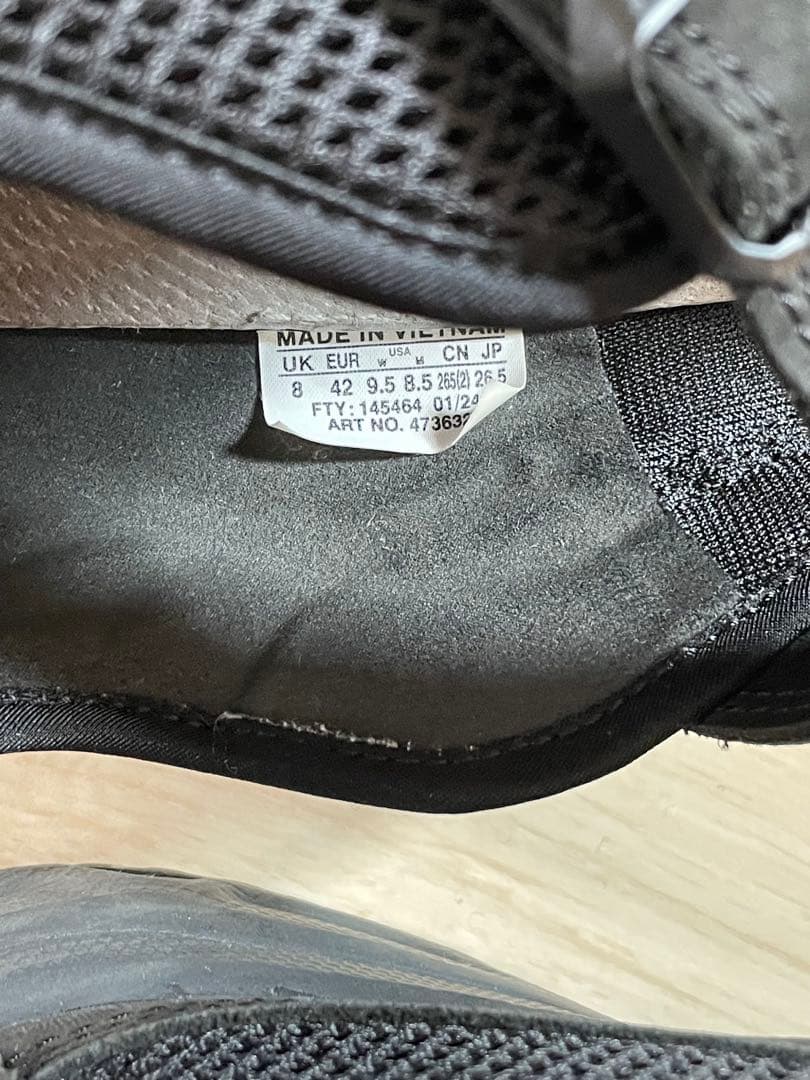 MADE IN VIETNAM
UK EUR W USA M CN JP
8 42 9.5 8.5 265(2) 26.5
FTY: 145464 01/24
ART NO. 473632